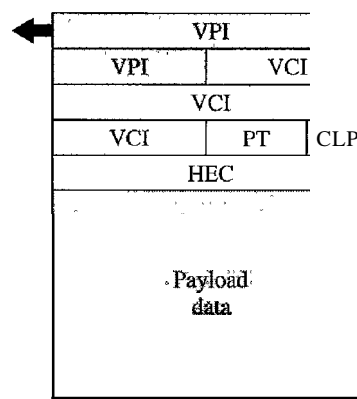 VPI
VPI VCI
VCI
VCI PT CLP
HEC
Payload
data